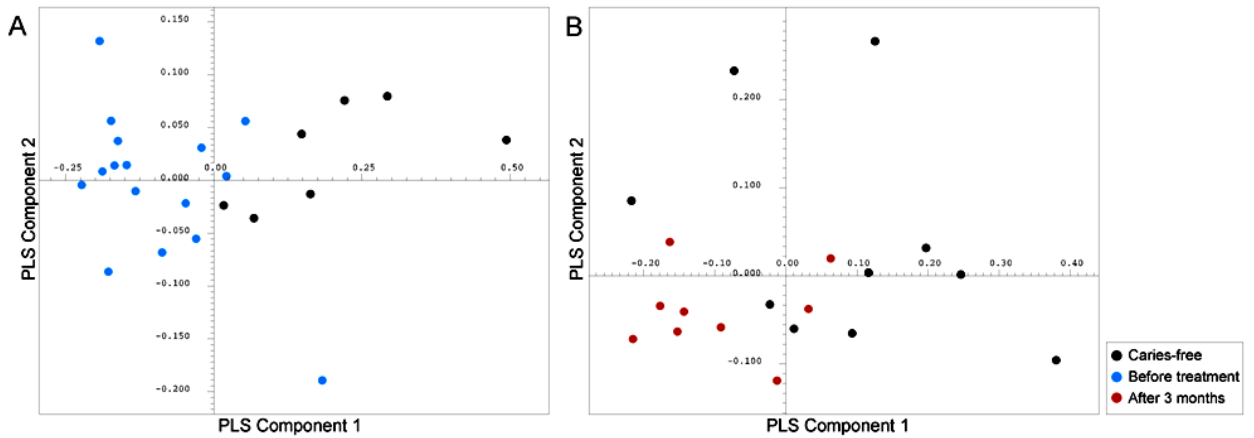 A
0.150
0.100
0.050
-0.25
0.00
0.25
0.50
0.000
-0.050
-0.100
-0.150
-0.200
PLS Component 2
PLS Component 1
B
0.200
0.100
-0.20
-0.10
0.00
0.10
0.20
0.30
0.40
0.000
-0.100
PLS Component 2
PLS Component 1
Caries-free
Before treatment
After 3 months